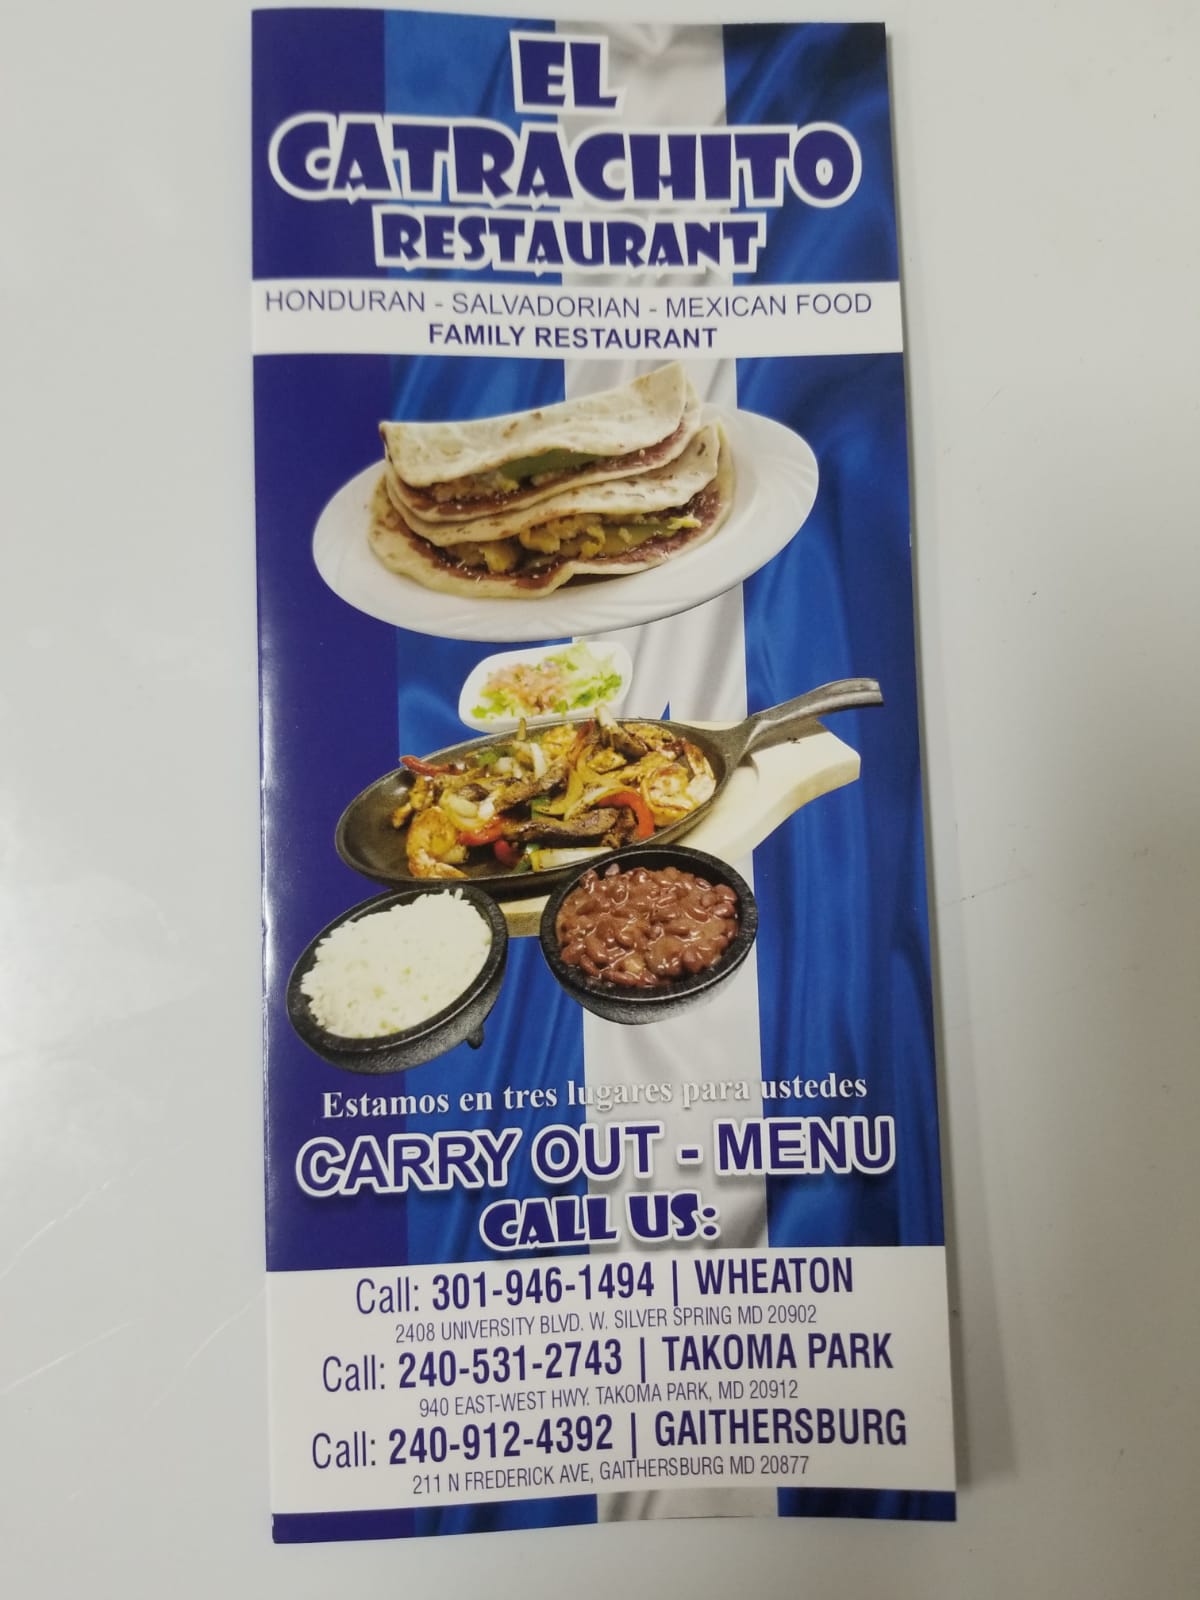 EL
CATRACHITO
RESTAURANT
HONDURAN - SALVADORIAN - MEXICAN FOOD
FAMILY RESTAURANT
Estamos en tres lugares para ustedes
CARRY OUT - MENU
CALL US:
Call: 301-946-1494 | WHEATON
2408 UNIVERSITY BLVD. W. SILVER SPRING MD 20902
Call: 240-531-2743 | TAKOMA PARK
940 EAST-WEST HWY. TAKOMA PARK, MD 20912
Call: 240-912-4392 | GAITHERSBURG
211 N FREDERICK AVE, GAITHERSBURG MD 20877